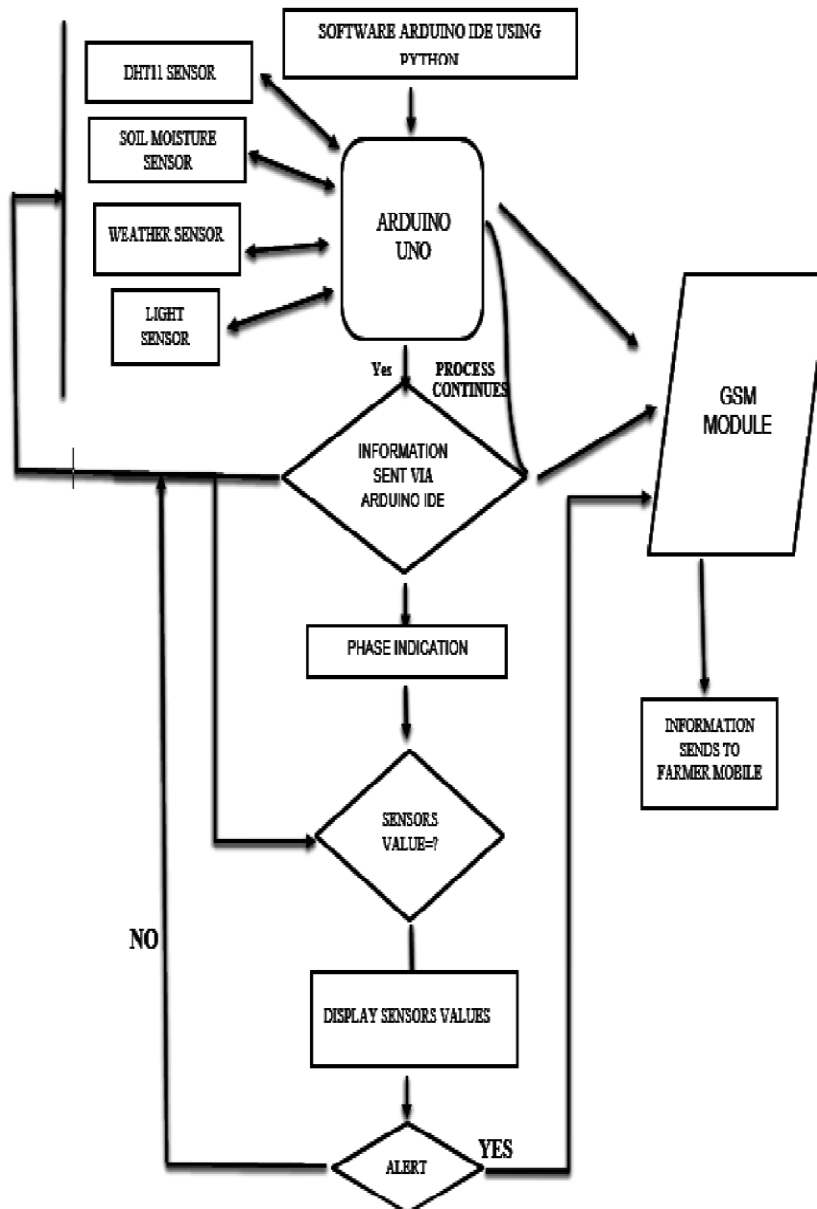 SOFTWARE ARDUINO IDE USING
PYTHON
DHT11 SENSOR
SOIL MOISTURE
SENSOR
WEATHER SENSOR
LIGHT
SENSOR
ARDUINO
UNO
Yes
PROCESS
CONTINUES
GSM
MODULE
INFORMATION
SENT VIA
ARDUINO IDE
PHASE INDICATION
INFORMATION
SENDS TO
FARMER MOBILE
SENSORS
VALUE=?
NO
DISPLAY SENSORS VALUES
ALERT
YES